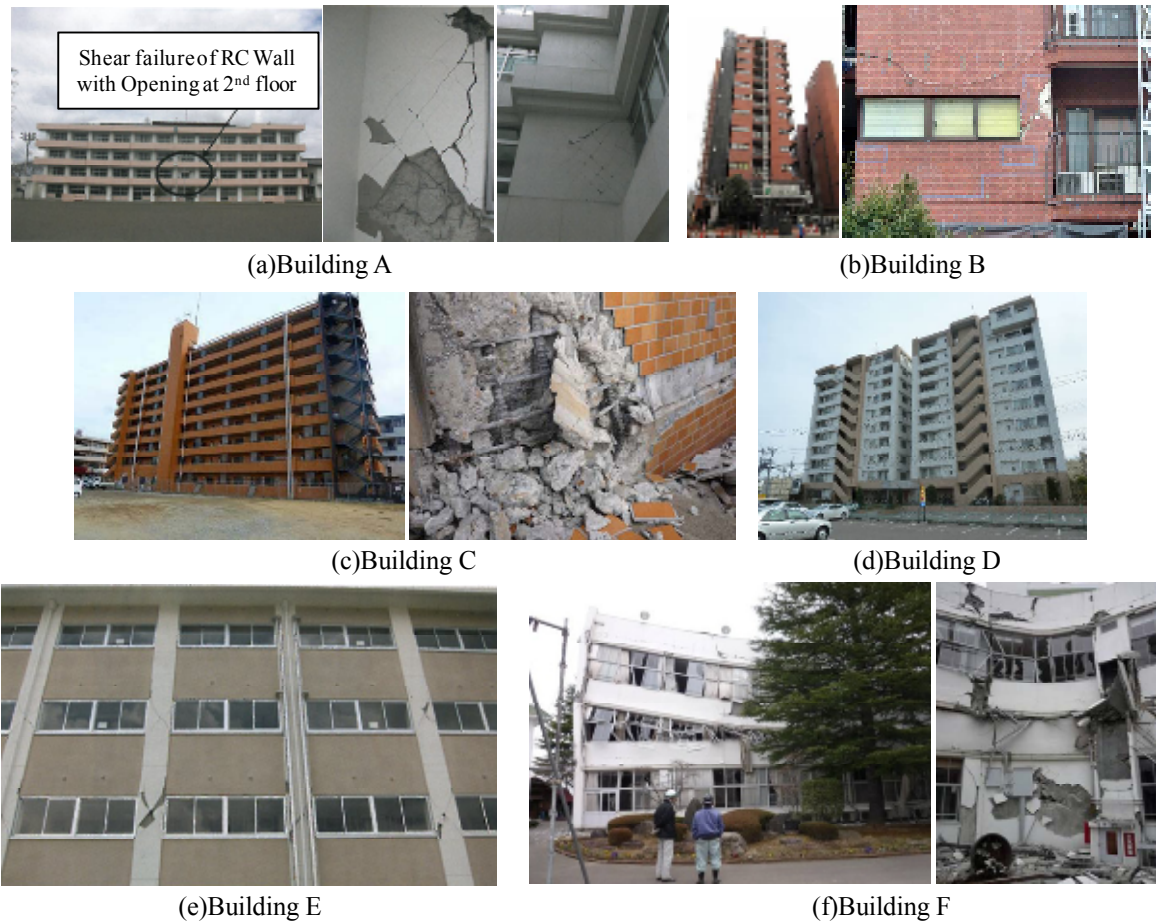 Shear failure of RC Wall
with Opening at 2nd floor
(a)Building A
(b)Building B
(c)Building C
(d)Building D
(e)Building E
(f)Building F